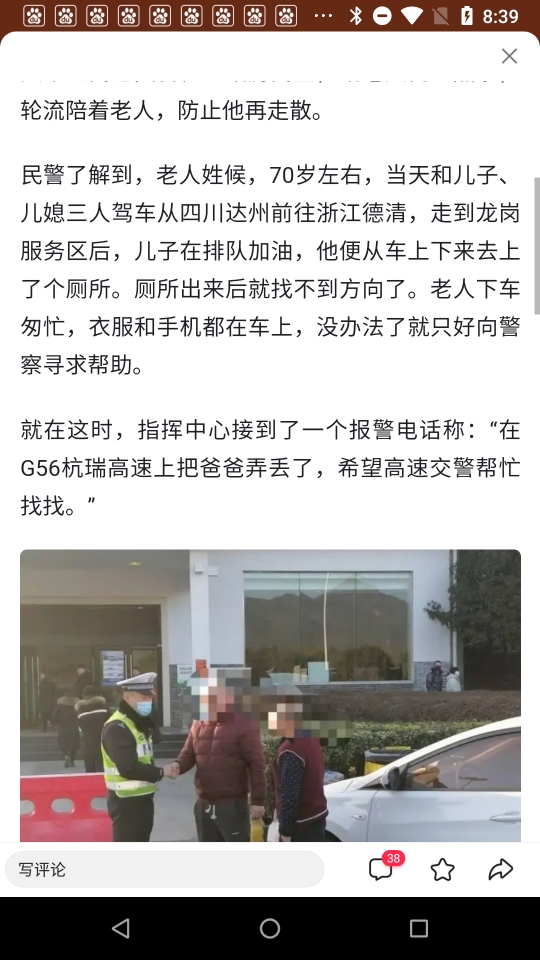 8:39
轮流陪着老人，防止他再走散。
民警了解到，老人姓候，70岁左右，当天和儿子、
儿媳三人驾车从四川达州前往浙江德清，走到龙岗
服务区后，儿子在排队加油，他便从车上下来去上
了个厕所。厕所出来后就找不到方向了。老人下车
匆忙，衣服和手机都在车上，没办法了就只好向警
察寻求帮助。
就在这时，指挥中心接到了一个报警电话称：“在
G56杭瑞高速上把爸爸弄丢了，希望高速交警帮忙
找找。”
写评论
38